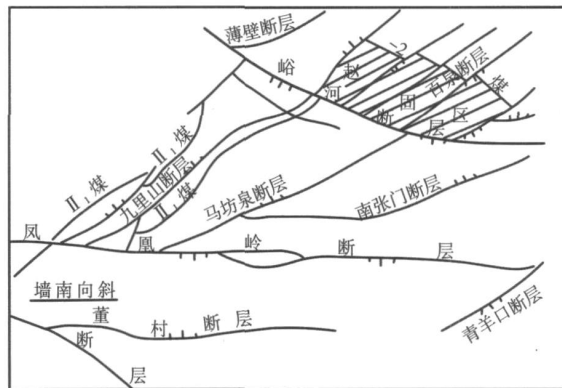 薄壁断层
峪河断层
赵固区
-2
煤
百泉断层
II₁煤
II₁煤
九里山断层
II₁煤
马坊泉断层
南张门断层
凤凰岭断层
墙南向斜
董村断层
断层
青羊口断层